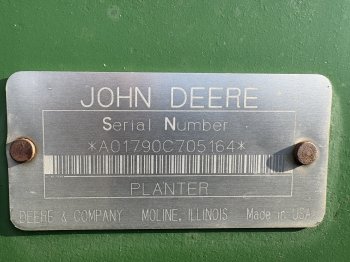 JOHN DEERE
Serial Number
*A01790C705164*
PLANTER
DEERE & COMPANY MOLINE, ILLINOIS Made in USA